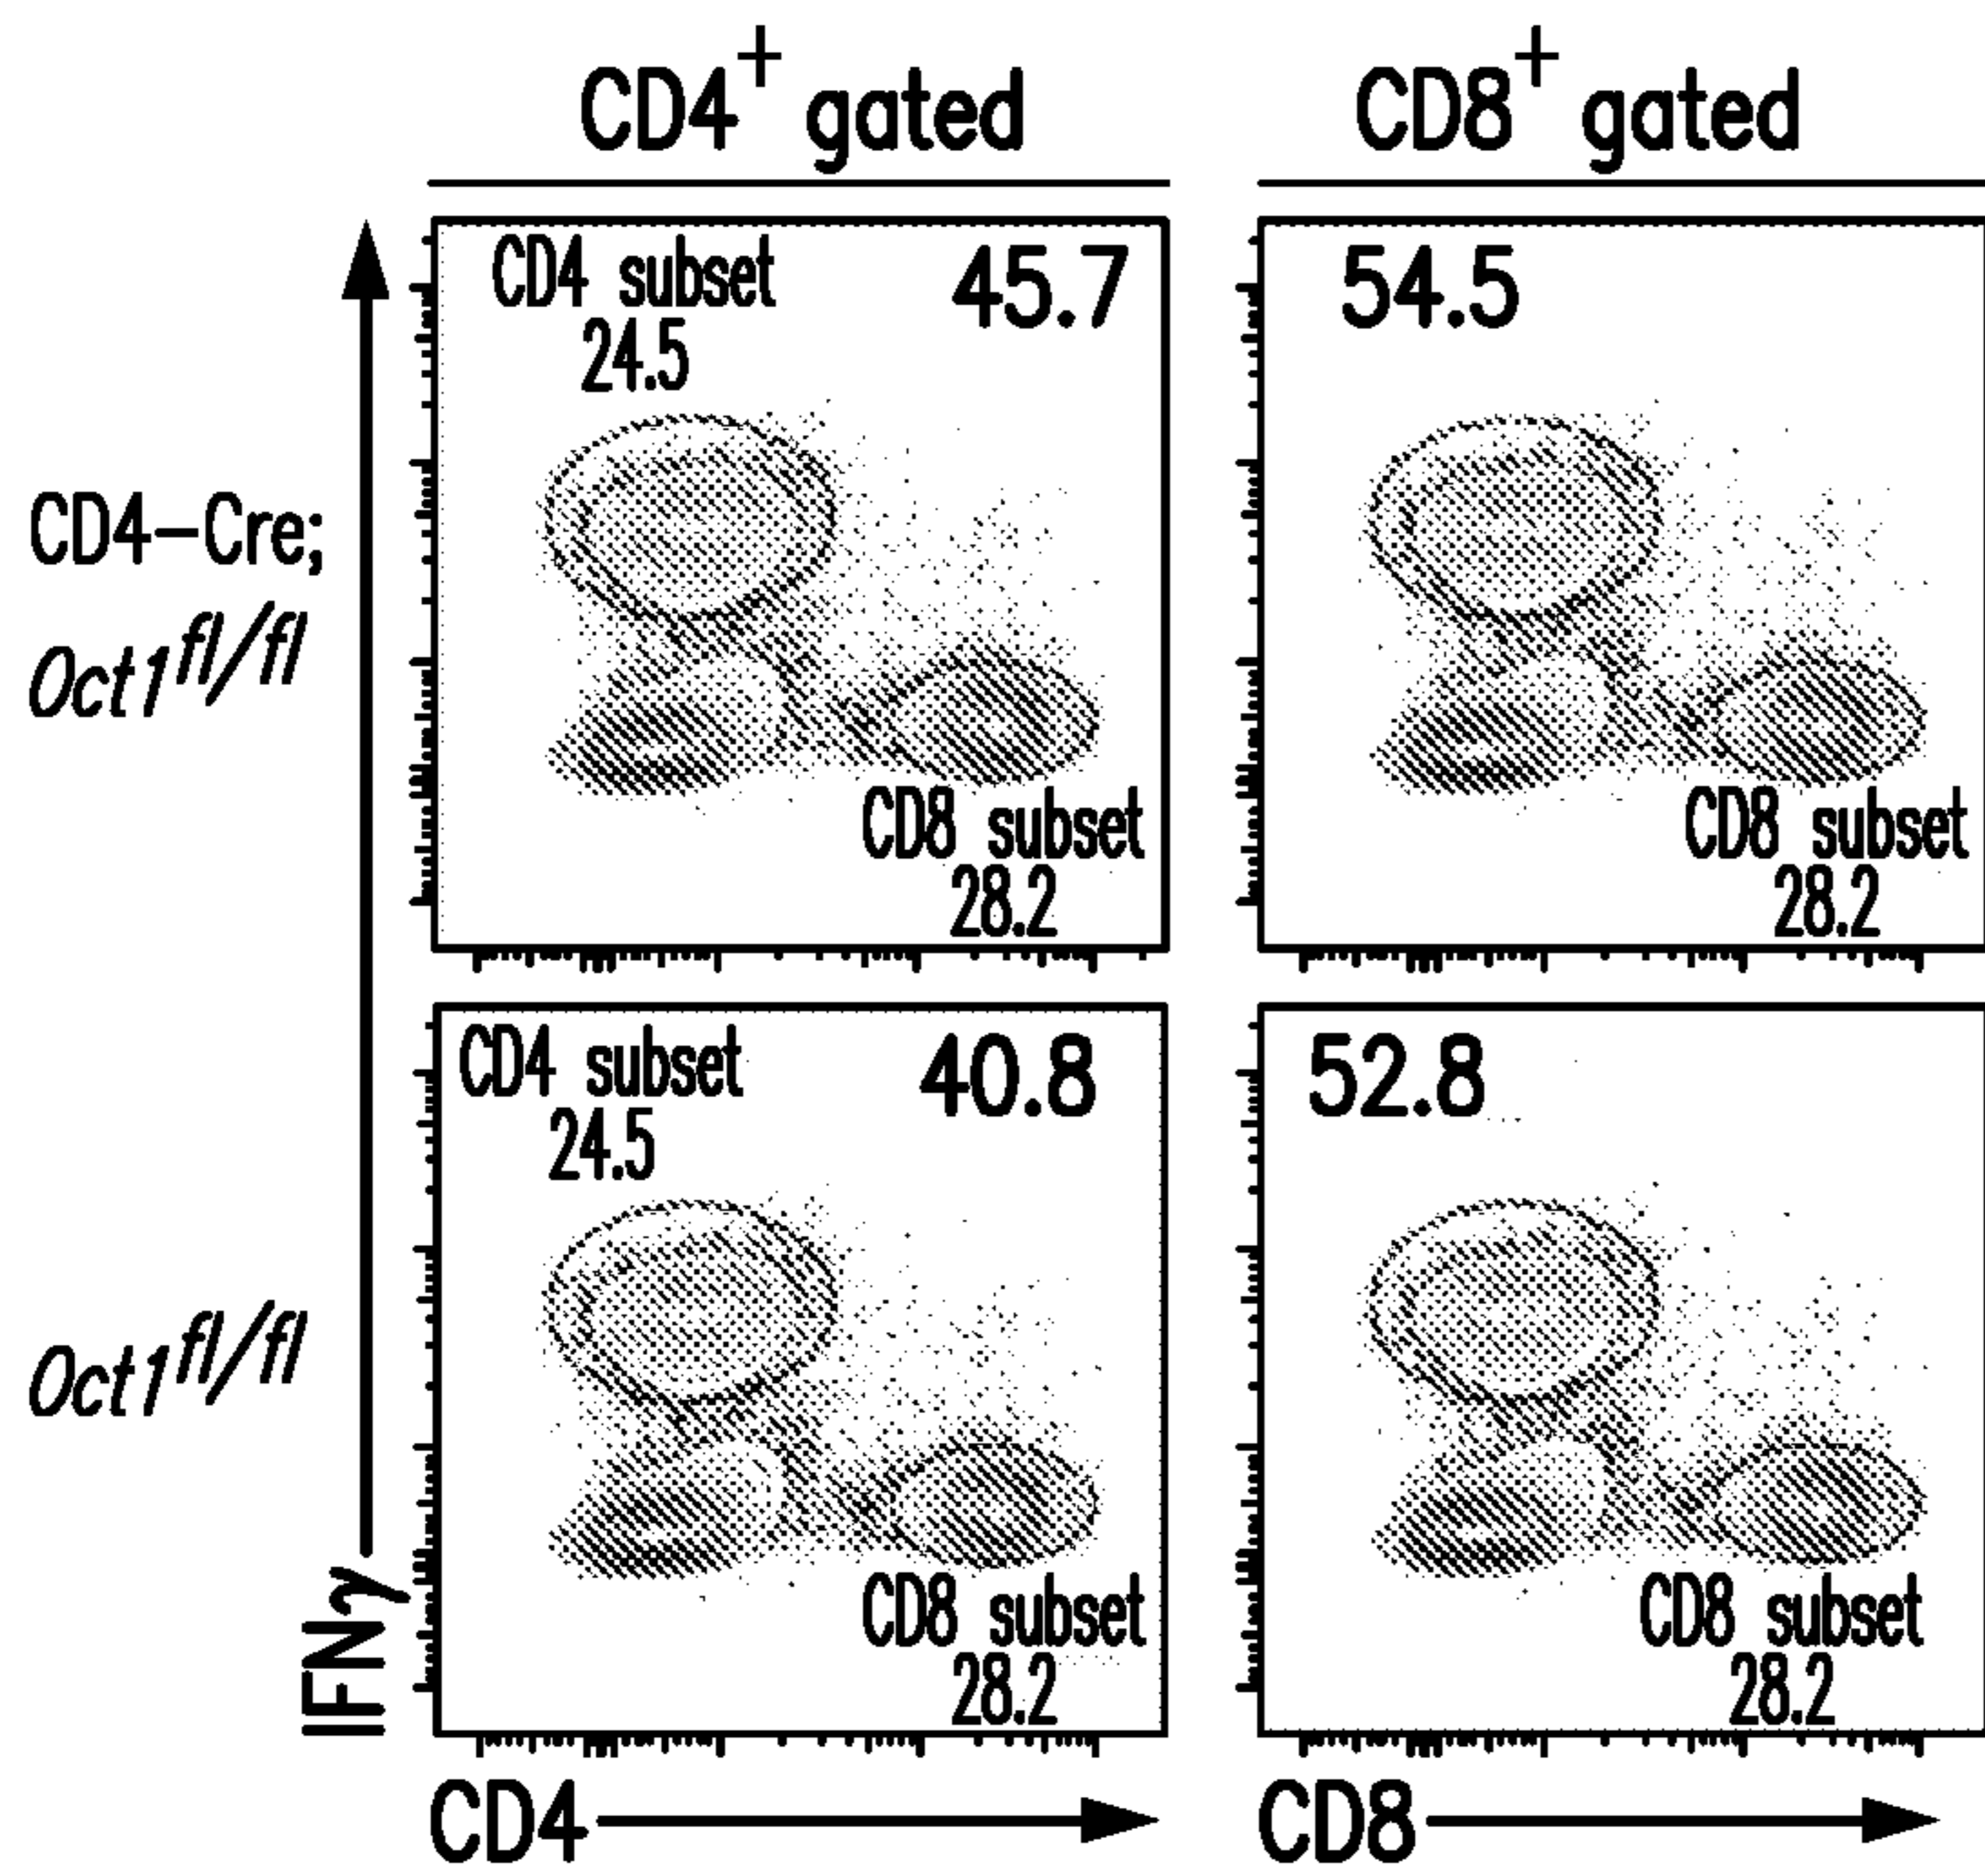 CD4+ gated
CD8+ gated
CD4 subset
24.5
45.7
54.5
CD4-Cre;
Oct1fl/fl
CD8 subset
28.2
CD8 subset
28.2
CD4 subset
24.5
40.8
52.8
Oct1fl/fl
CD8 subset
28.2
CD8 subset
28.2
IFNγ
CD4
CD8